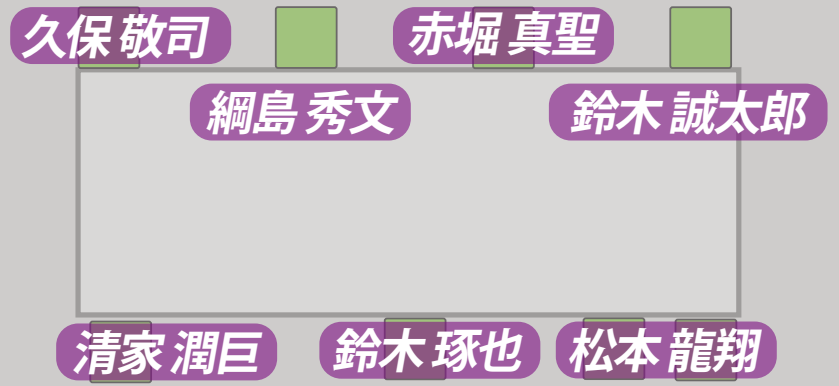 久保 敬司
赤堀 真聖
綱島 秀文
鈴木 誠太郎
清家 潤巨
鈴木 琢也
松本 龍翔